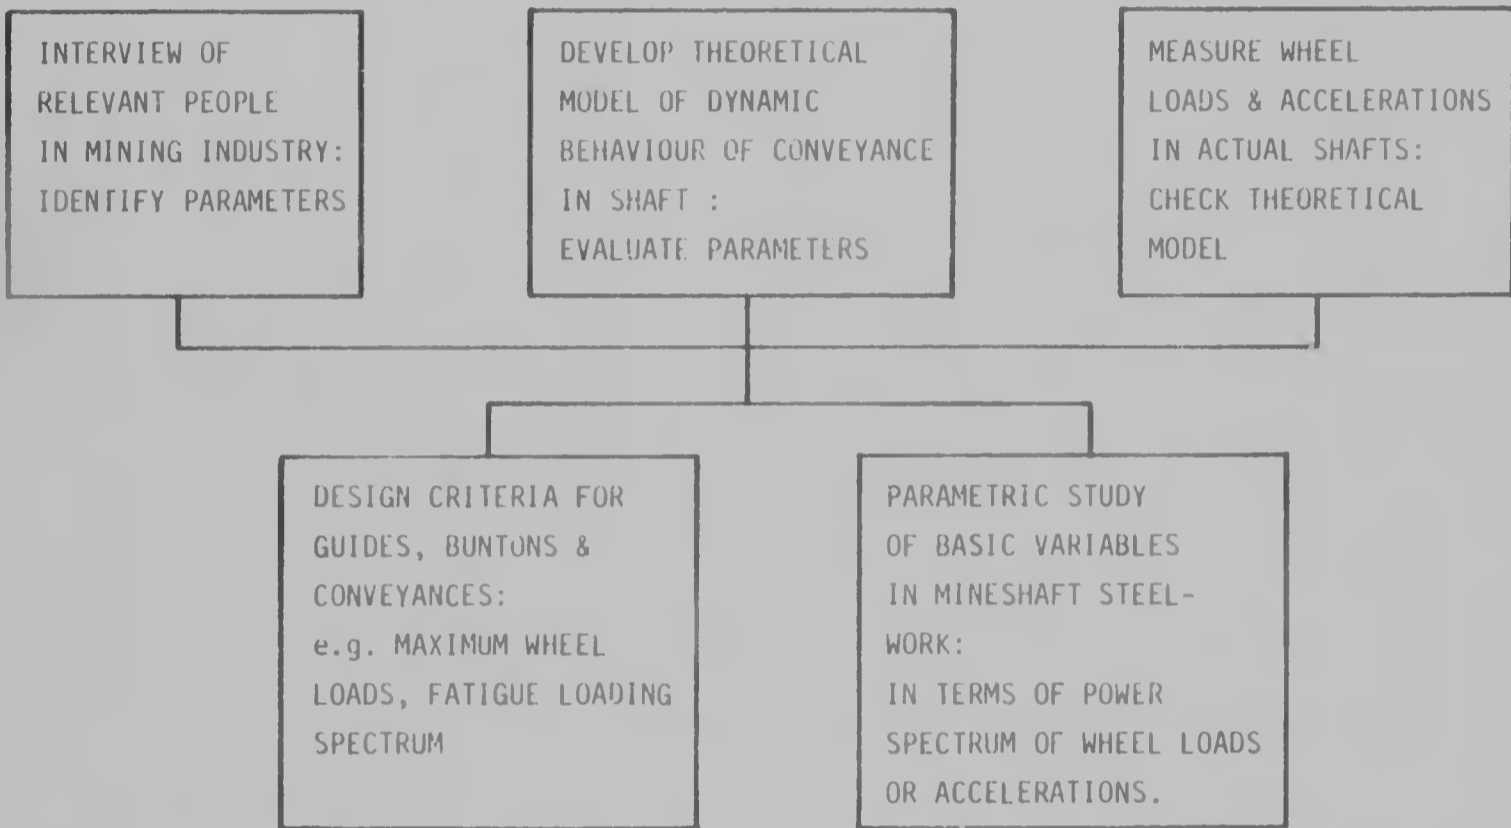 INTERVIEW OF
RELEVANT PEOPLE
IN MINING INDUSTRY:
IDENTIFY PARAMETERS
DEVELOP THEORETICAL
MODEL OF DYNAMIC
BEHAVIOUR OF CONVEYANCE
IN SHAFT :
EVALUATE PARAMETERS
MEASURE WHEEL
LOADS & ACCELERATIONS
IN ACTUAL SHAFTS:
CHECK THEORETICAL
MODEL
DESIGN CRITERIA FOR
GUIDES, BUNTONS &
CONVEYANCES:
e.g. MAXIMUM WHEEL
LOADS, FATIGUE LOADING
SPECTRUM
PARAMETRIC STUDY
OF BASIC VARIABLES
IN MINESHAFT STEEL-
WORK:
IN TERMS OF POWER
SPECTRUM OF WHEEL LOADS
OR ACCELERATIONS.